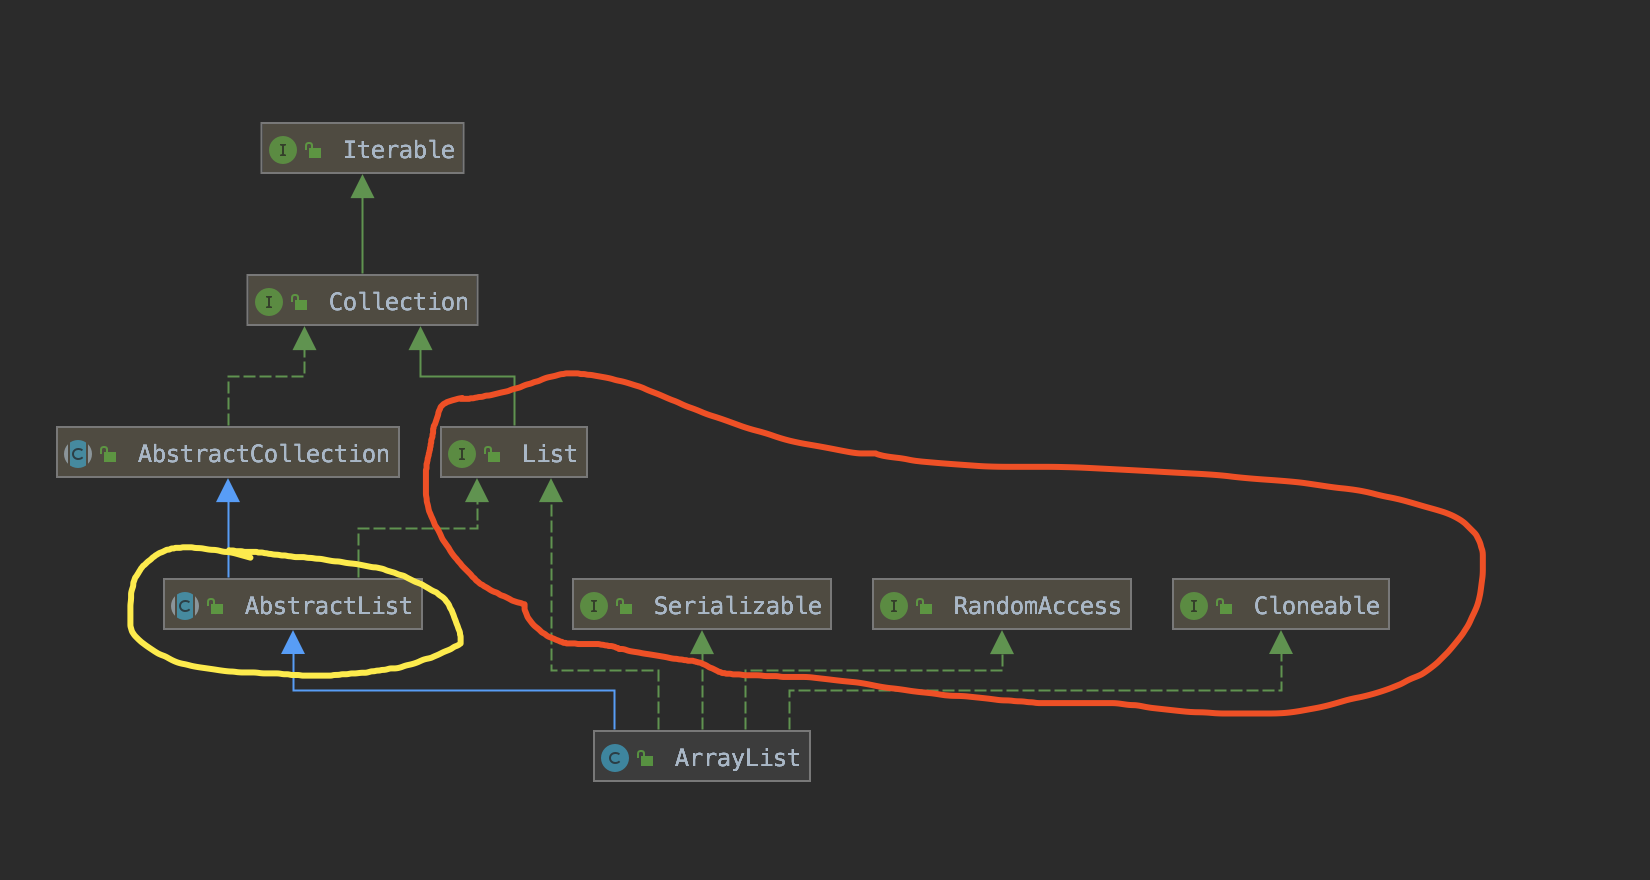 I Iterable
I Collection
C AbstractCollection
I List
C AbstractList
I Serializable
I RandomAccess
I Cloneable
C ArrayList